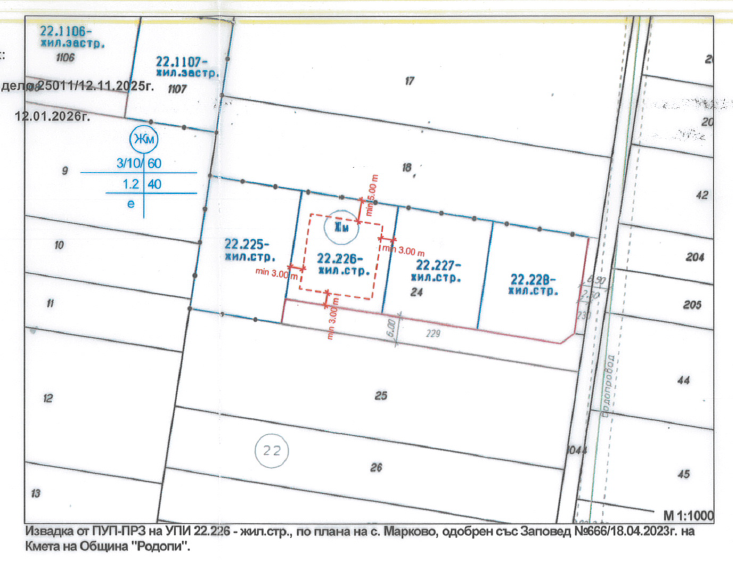 22.1106-
жил.застр.
1106
22.1107-
жил.застр.
1107
17
дело 25011/12.11.2025г.
12.01.2026г.
Жм
3/10/ 60
1.2 40
е
9
18
42
min 5.00 m
Жм
22.225-
жил.стр.
22.226-
жил.стр.
22.227-
жил.стр.
22.228-
жил.стр.
min 3.00 m
min 3.00 m
min 3.00 m
10
204
11
24
205
6.00
229
44
Водопровод
12
25
22
26
45
13
М 1:1000
Извадка от ПУП-ПРЗ на УПИ 22.226 - жил.стр., по плана на с. Марково, одобрен със Заповед №666/18.04.2023г. на
Кмета на Община "Родопи".